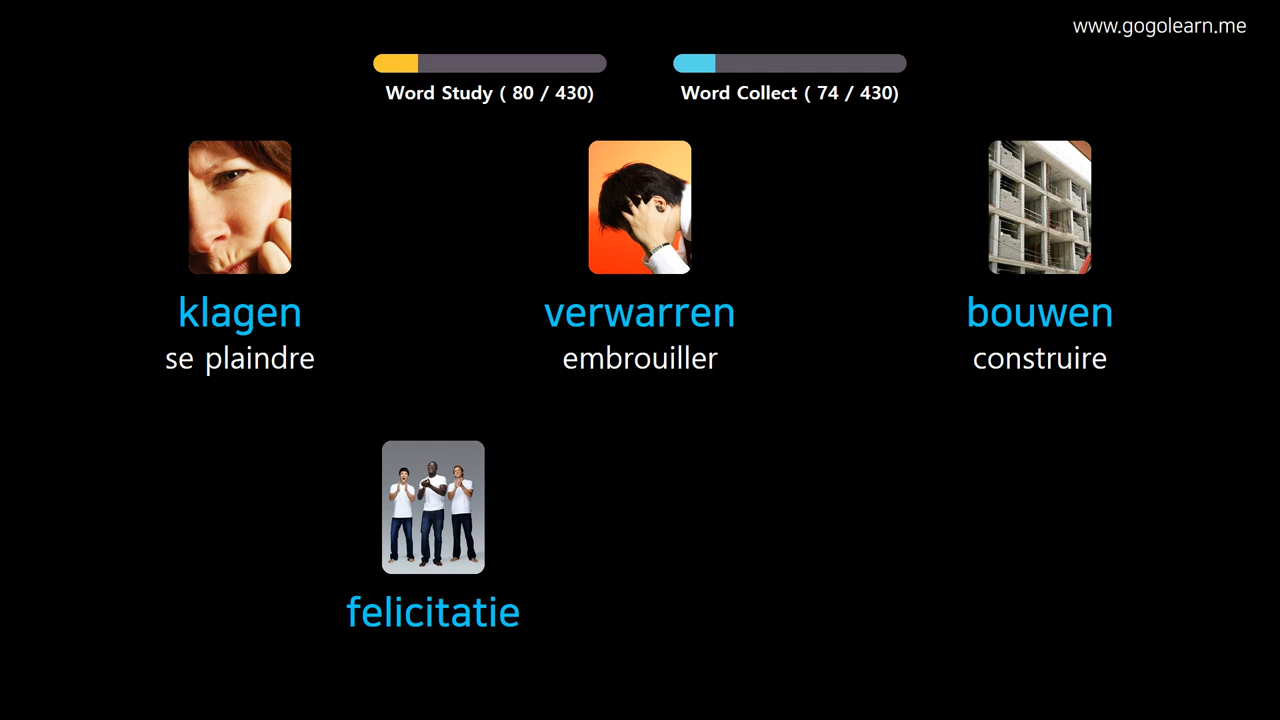 www.gogolearn.me
Word Study ( 80 / 430)
Word Collect ( 74 / 430)
klagen
se plaindre
verwarren
embrouiller
bouwen
construire
felicitatie